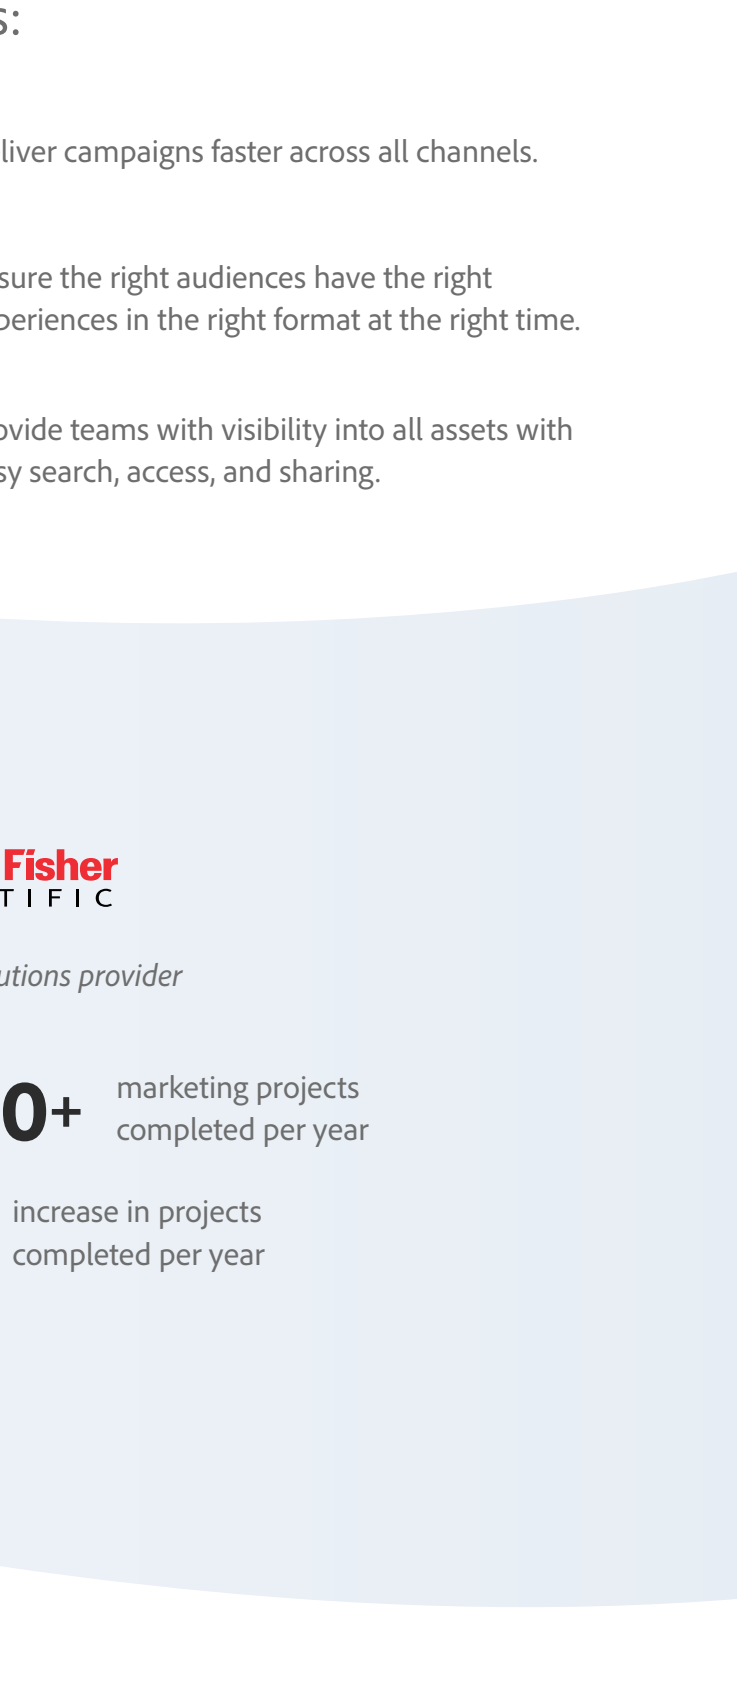 s:
liver campaigns faster across all channels.
sure the right audiences have the right
periences in the right format at the right time.
ovide teams with visibility into all assets with
sy search, access, and sharing.
Fisher
TIFIC
utions provider
0+ marketing projects
completed per year
increase in projects
completed per year